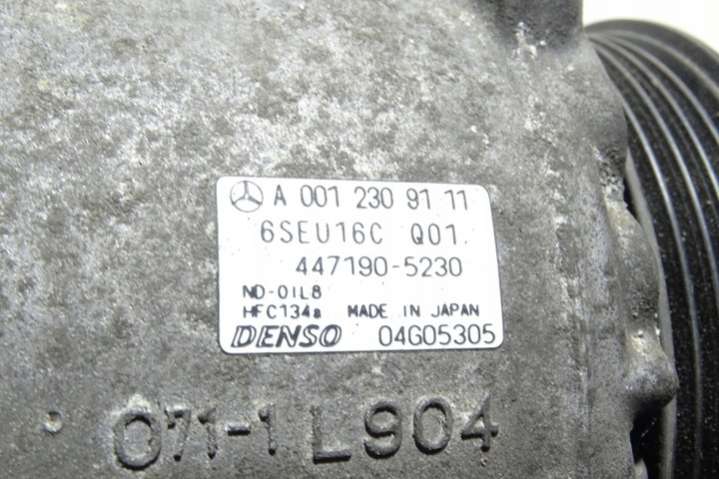 A 001 230 91 11
6SEU16C Q01.
447190-5230
ND-OIL8
HFC134a MADE IN JAPAN
DENSO 04G05305
071-1 L904